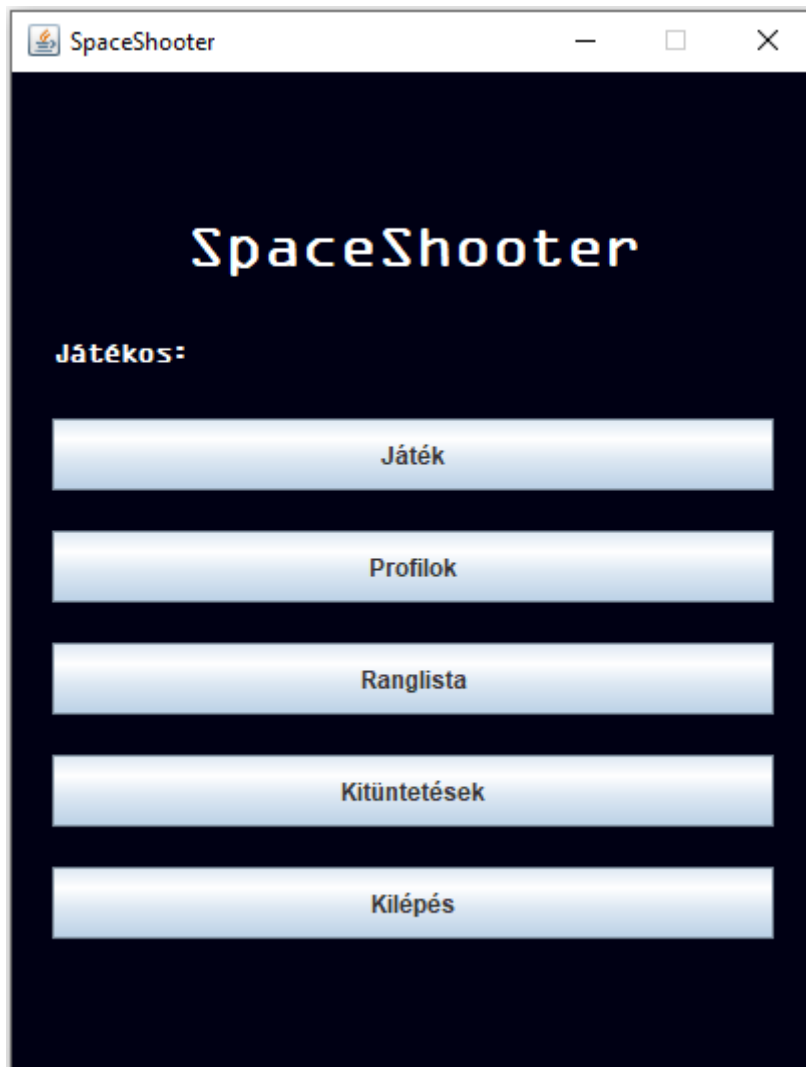 SpaceShooter
SpaceShooter
Játékos:
Játék
Profilok
Ranglista
Kitüntetések
Kilépés